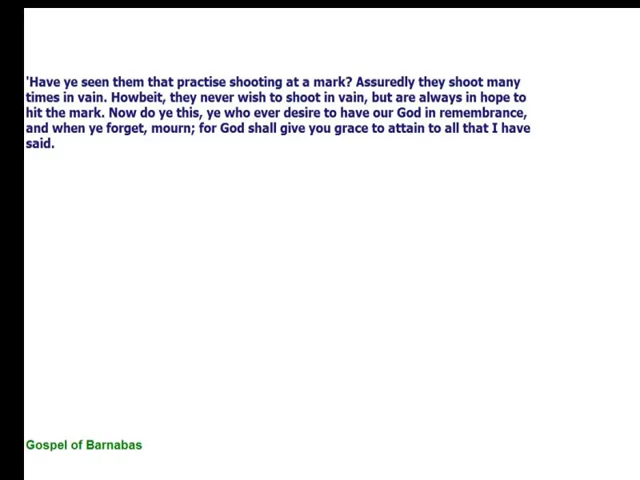 'Have ye seen them that practise shooting at a mark? Assuredly they shoot many
times in vain. Howbeit, they never wish to shoot in vain, but are always in hope to
hit the mark. Now do ye this, ye who ever desire to have our God in remembrance,
and when ye forget, mourn; for God shall give you grace to attain to all that I have
said.
Gospel of Barnabas